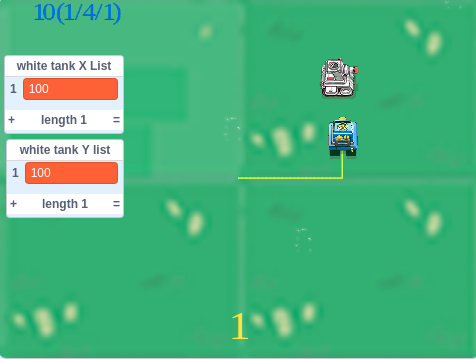 10(1/4/1)
white tank X List
1 100
+ length 1 =
white tank Y list
1 100
+ length 1 =
1